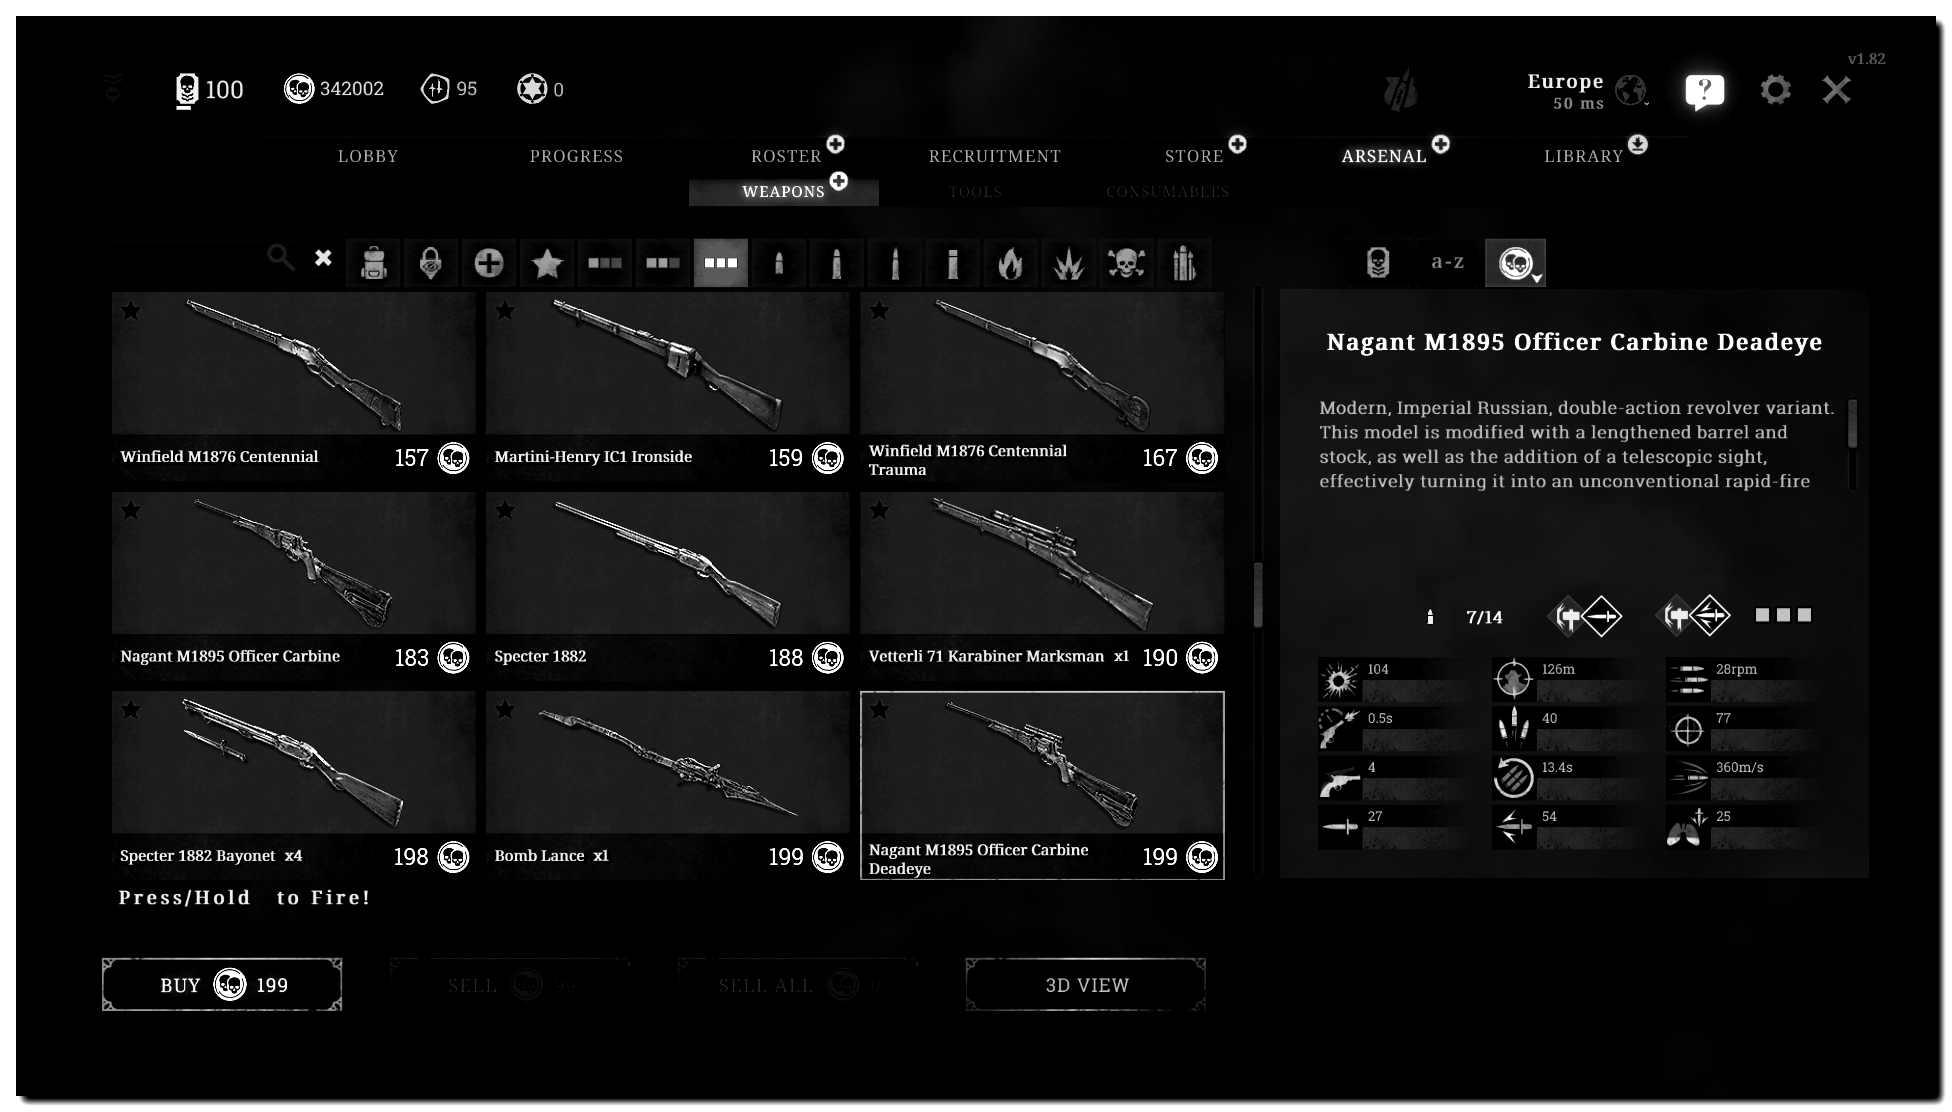 v1.82
100
342002
95
0
Europe
50 ms
?
LOBBY
PROGRESS
ROSTER
RECRUITMENT
STORE
ARSENAL
LIBRARY
WEAPONS
TOOLS
CONSUMABLES
a-z
Winfield M1876 Centennial
157
Martini-Henry IC1 Ironside
159
Winfield M1876 Centennial
Trauma
167
Nagant M1895 Officer Carbine
183
Specter 1882
188
Vetterli 71 Karabiner Marksman x1
190
Specter 1882 Bayonet x4
198
Bomb Lance x1
199
Nagant M1895 Officer Carbine
Deadeye
199
Press/Hold to Fire!
BUY 199
SELL 99
SELL ALL 0
3D VIEW
Nagant M1895 Officer Carbine Deadeye
Modern, Imperial Russian, double-action revolver variant.
This model is modified with a lengthened barrel and
stock, as well as the addition of a telescopic sight,
effectively turning it into an unconventional rapid-fire
7/14
104
126m
28rpm
0.5s
40
77
4
13.4s
360m/s
27
54
25